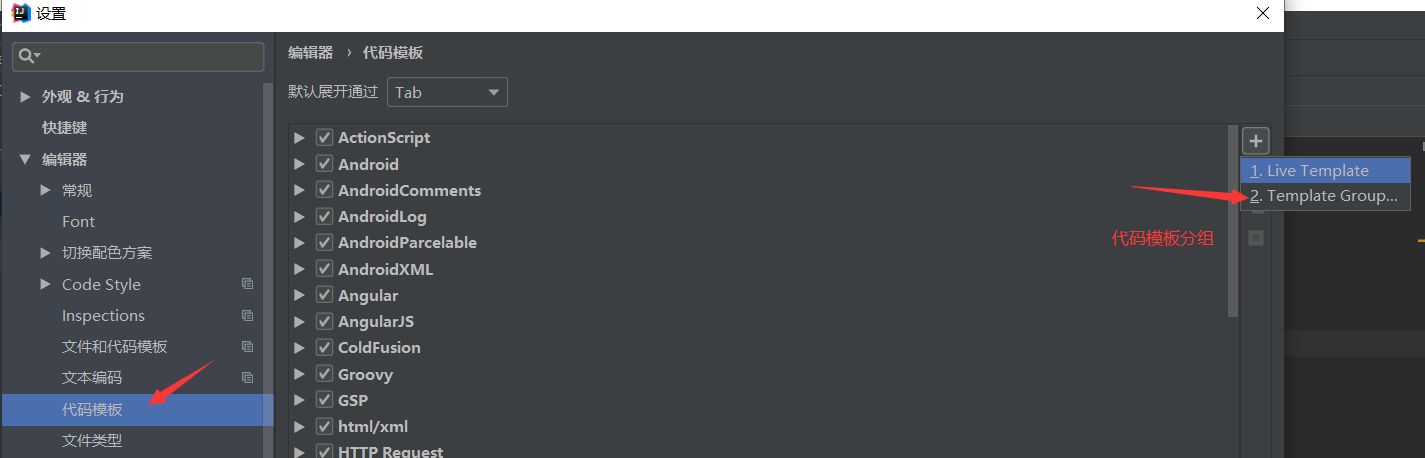 设置
编辑器 › 代码模板
外观 & 行为
快捷键
编辑器
常规
Font
切换配色方案
Code Style
Inspections
文件和代码模板
文本编码
代码模板
文件类型
默认展开通过 Tab
ActionScript
Android
AndroidComments
AndroidLog
AndroidParcelable
AndroidXML
Angular
AngularJS
ColdFusion
Groovy
GSP
html/xml
HTTP Request
1. Live Template
2. Template Group...
代码模板分组